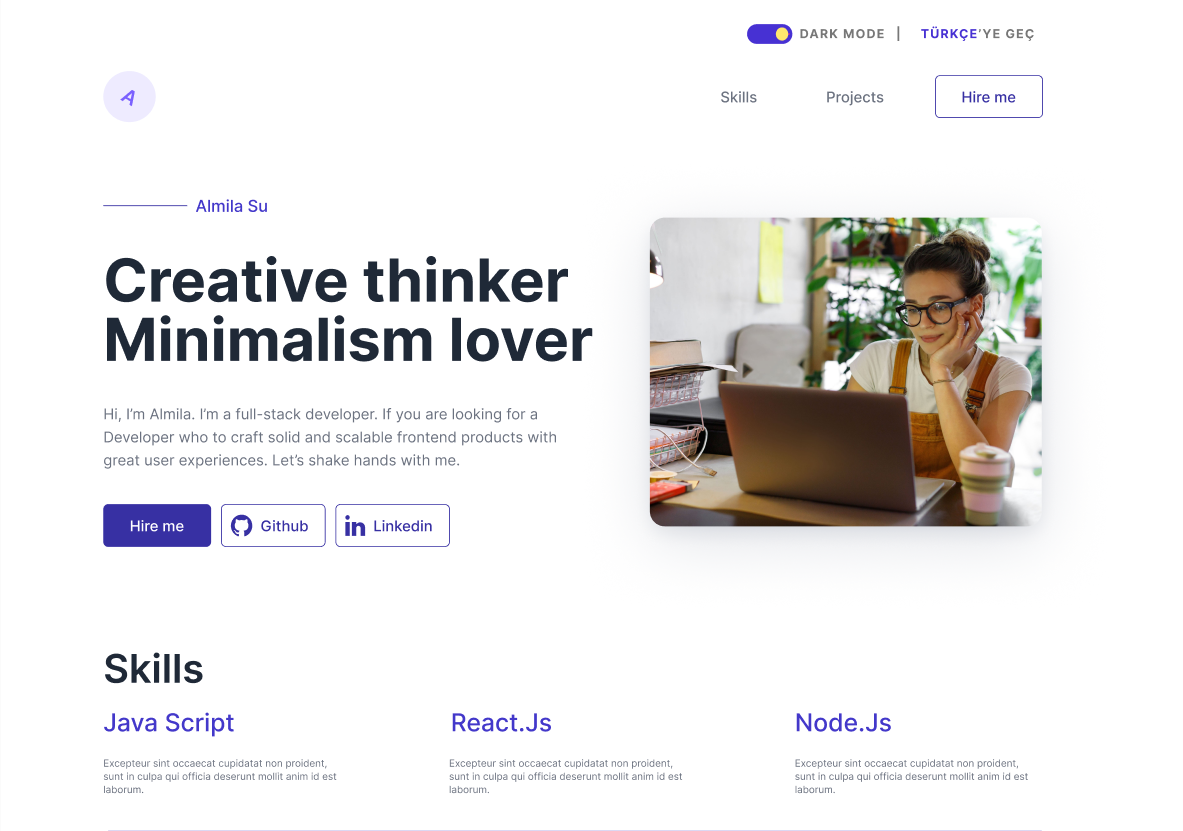 DARK MODE | TÜRKÇE'YE GEÇ
A
Skills Projects Hire me
Almila Su
Creative thinker
Minimalism lover
Hi, I’m Almila. I’m a full-stack developer. If you are looking for a
Developer who to craft solid and scalable frontend products with
great user experiences. Let’s shake hands with me.
Hire me Github in Linkedin
Skills
Java Script React.Js Node.Js
Excepteur sint occaecat cupidatat non proident,
sunt in culpa qui officia deserunt mollit anim id est
laborum.
Excepteur sint occaecat cupidatat non proident,
sunt in culpa qui officia deserunt mollit anim id est
laborum.
Excepteur sint occaecat cupidatat non proident,
sunt in culpa qui officia deserunt mollit anim id est
laborum.